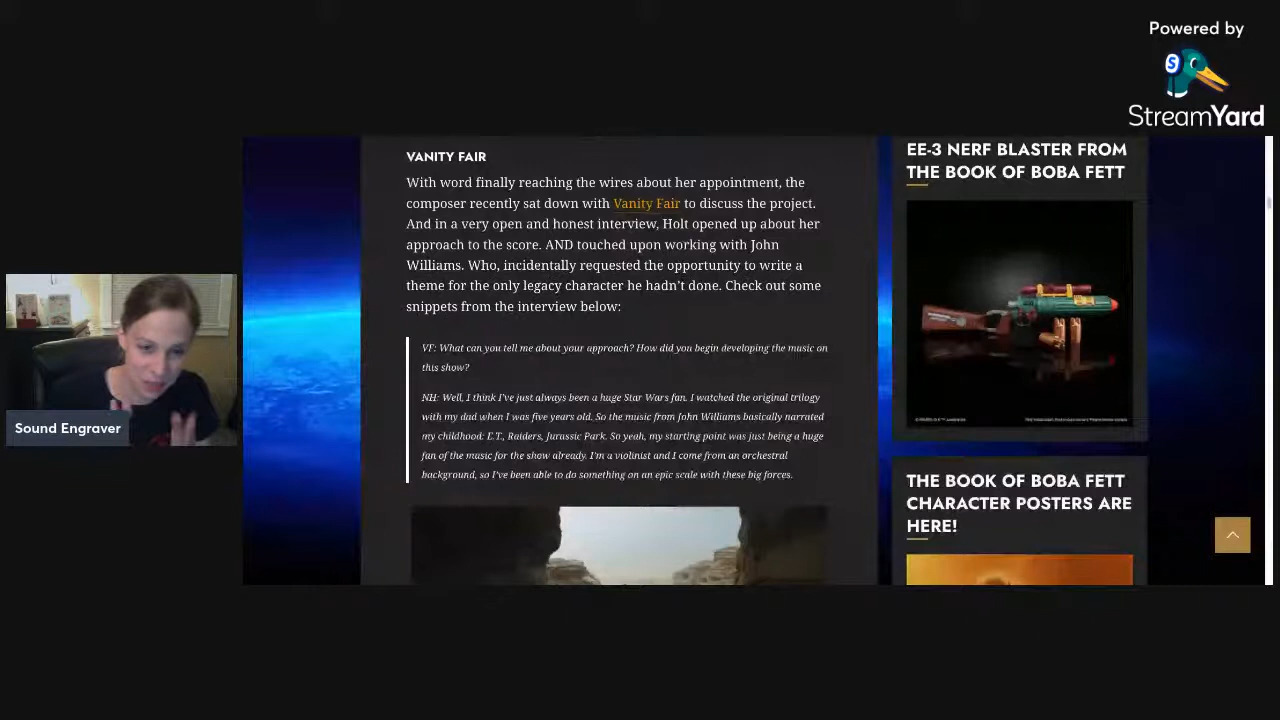 Powered by
StreamYard
VANITY FAIR
With word finally reaching the wires about her appointment, the
composer recently sat down with Vanity Fair to discuss the project.
And in a very open and honest interview, Holt opened up about her
approach to the score. AND touched upon working with John
Williams. Who, incidentally requested the opportunity to write a
theme for the only legacy character he hadn't done. Check out some
snippets from the interview below:
VF: What can you tell me about your approach? How did you begin developing the music on
this show?
NH: Well, I think I've just always been a huge Star Wars fan. I watched the original trilogy
with my dad when I was five years old. So the music from John Williams basically narrated
my childhood: E.T., Raiders, Jurassic Park. So yeah, my starting point was just being a huge
fan of the music for the show already. I'm a violinist and I come from an orchestral
background, so I've been able to do something on an epic scale with these big forces.
EE-3 NERF BLASTER FROM
THE BOOK OF BOBA FETT
THE BOOK OF BOBA FETT
CHARACTER POSTERS ARE
HERE!
Sound Engraver